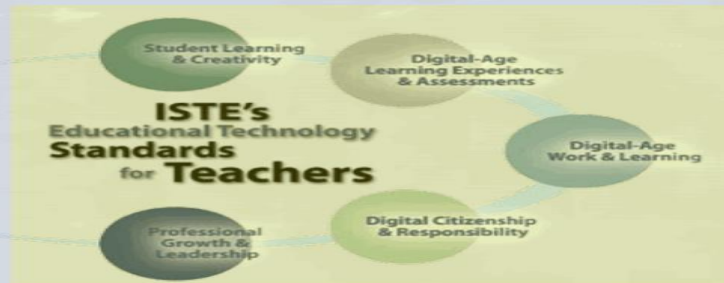 Student Learning
& Creativity
Digital-Age
Learning Experiences
& Assessments
ISTE's
Educational Technology
Standards
for Teachers
Digital-Age
Work & Learning
Digital Citizenship
& Responsibility
Professional
Growth &
Leadership